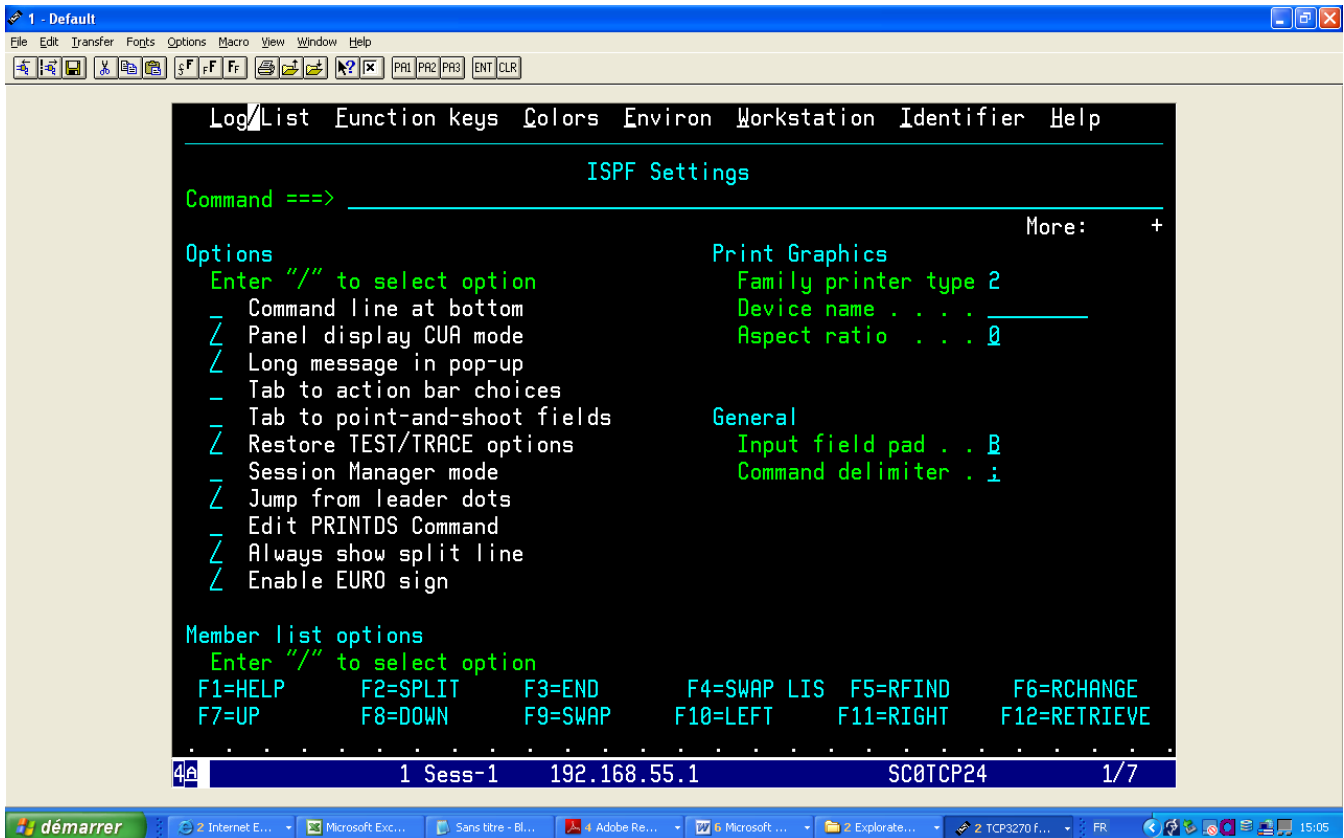 1 - Default
File Edit Transfer Fonts Options Macro View Window Help
PA1 PA2 PA3 ENT CLR
Log/List Function keys Colors Environ Workstation Identifier Help
ISPF Settings
Command ===>
More: +
Options Print Graphics
Enter "/" to select option Family printer type 2
_ Command line at bottom Device name . . . .
/ Panel display CUA mode Aspect ratio . . . 0
/ Long message in pop-up
_ Tab to action bar choices
_ Tab to point-and-shoot fields General
/ Restore TEST/TRACE options Input field pad . . B
_ Session Manager mode Command delimiter . ;
/ Jump from leader dots
_ Edit PRINTDS Command
/ Always show split line
/ Enable EURO sign
Member list options
Enter "/" to select option
F1=HELP F2=SPLIT F3=END F4=SWAP LIS F5=RFIND F6=RCHANGE
F7=UP F8=DOWN F9=SWAP F10=LEFT F11=RIGHT F12=RETRIEVE
. . . . . . . . . . . . . . . . . . . . . . . . . .
4A 1 Sess-1 192.168.55.1 SC0TCP24 1/7
démarrer 2 Internet E... Microsoft Exc... Sans titre - Bl... 4 Adobe Re... 6 Microsoft ... 2 Explorate... 2 TCP3270 f... FR 15:05